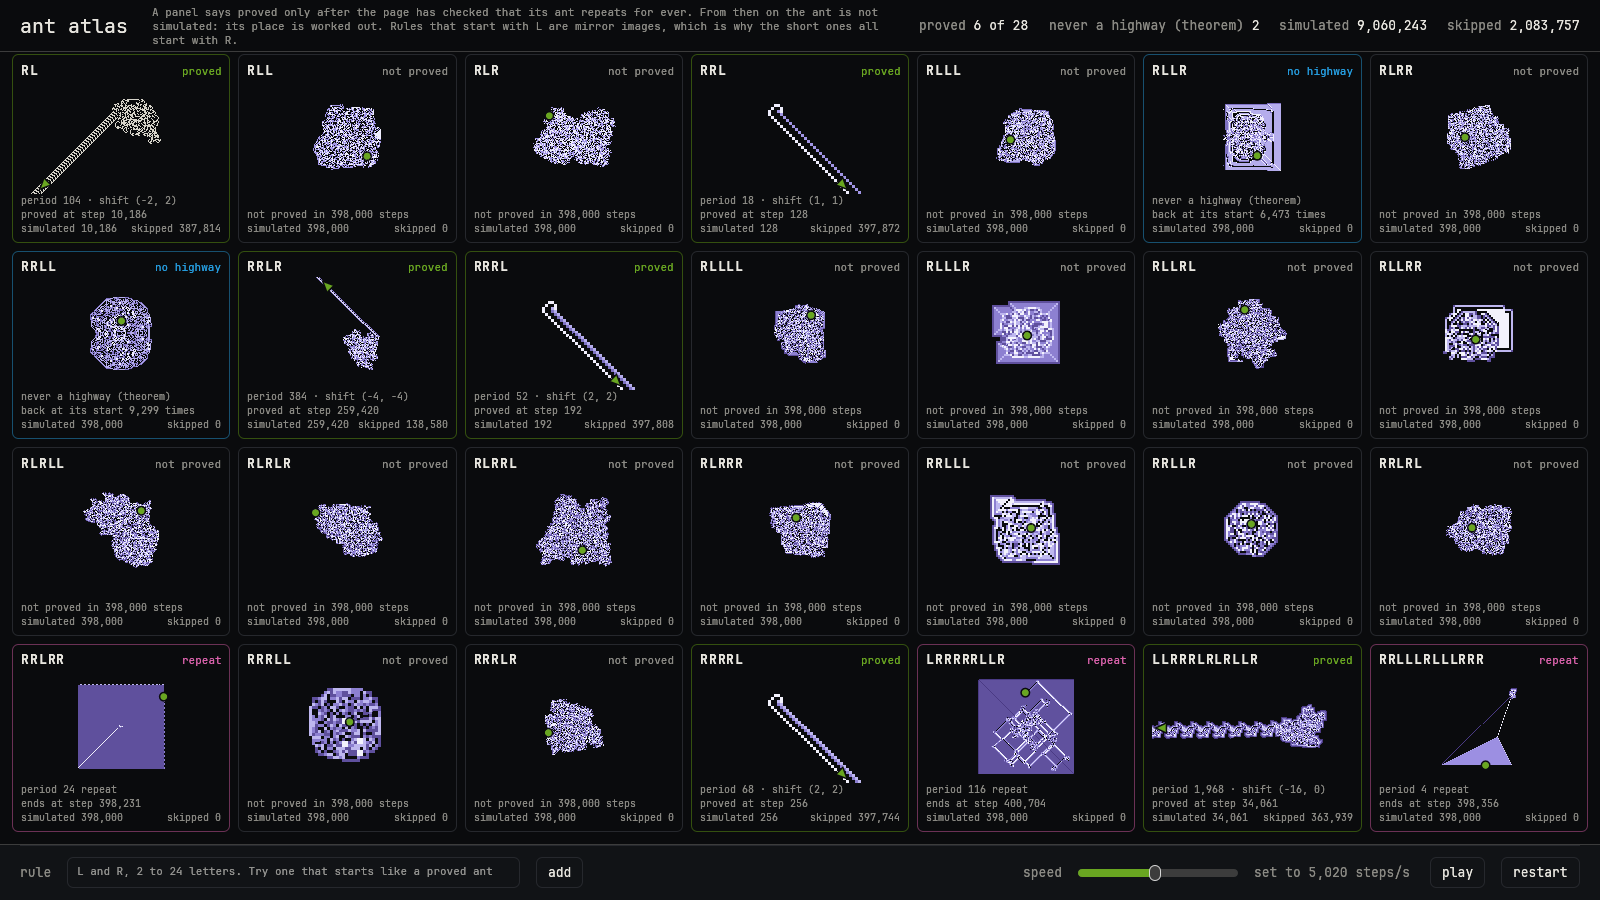 ant atlas
A panel says proved only after the page has checked that its ant repeats for ever. From then on the ant is not
simulated: its place is worked out. Rules that start with L are mirror images, which is why the short ones all
start with R.
proved 6 of 28 never a highway (theorem) 2 simulated 9,060,243 skipped 2,083,757
RL proved
period 104 · shift (-2, 2)
proved at step 10,186
simulated 10,186 skipped 387,814
RLL not proved
not proved in 398,000 steps
simulated 398,000 skipped 0
RLR not proved
not proved in 398,000 steps
simulated 398,000 skipped 0
RRL proved
period 18 · shift (1, 1)
proved at step 128
simulated 128 skipped 397,872
RLLL not proved
not proved in 398,000 steps
simulated 398,000 skipped 0
RLLR no highway
never a highway (theorem)
back at its start 6,473 times
simulated 398,000 skipped 0
RLRR not proved
not proved in 398,000 steps
simulated 398,000 skipped 0
RRLL no highway
never a highway (theorem)
back at its start 9,299 times
simulated 398,000 skipped 0
RRLR proved
period 384 · shift (-4, -4)
proved at step 259,420
simulated 259,420 skipped 138,580
RRRL proved
period 52 · shift (2, 2)
proved at step 192
simulated 192 skipped 397,808
RLLLL not proved
not proved in 398,000 steps
simulated 398,000 skipped 0
RLLLR not proved
not proved in 398,000 steps
simulated 398,000 skipped 0
RLLRL not proved
not proved in 398,000 steps
simulated 398,000 skipped 0
RLLRR not proved
not proved in 398,000 steps
simulated 398,000 skipped 0
RLRLL not proved
not proved in 398,000 steps
simulated 398,000 skipped 0
RLRLR not proved
not proved in 398,000 steps
simulated 398,000 skipped 0
RLRRL not proved
not proved in 398,000 steps
simulated 398,000 skipped 0
RLRRR not proved
not proved in 398,000 steps
simulated 398,000 skipped 0
RRLLL not proved
not proved in 398,000 steps
simulated 398,000 skipped 0
RRLLR not proved
not proved in 398,000 steps
simulated 398,000 skipped 0
RRLRL not proved
not proved in 398,000 steps
simulated 398,000 skipped 0
RRLRR repeat
period 24 repeat
ends at step 398,231
simulated 398,000 skipped 0
RRRLL not proved
not proved in 398,000 steps
simulated 398,000 skipped 0
RRRLR not proved
not proved in 398,000 steps
simulated 398,000 skipped 0
RRRRL proved
period 68 · shift (2, 2)
proved at step 256
simulated 256 skipped 397,744
LRRRRRLLR repeat
period 116 repeat
ends at step 400,704
simulated 398,000 skipped 0
LLRRRLRLRLLR proved
period 1,968 · shift (-16, 0)
proved at step 34,061
simulated 34,061 skipped 363,939
RRLLLRLLLRRR repeat
period 4 repeat
ends at step 398,356
simulated 398,000 skipped 0
rule L and R, 2 to 24 letters. Try one that starts like a proved ant add speed set to 5,020 steps/s play restart